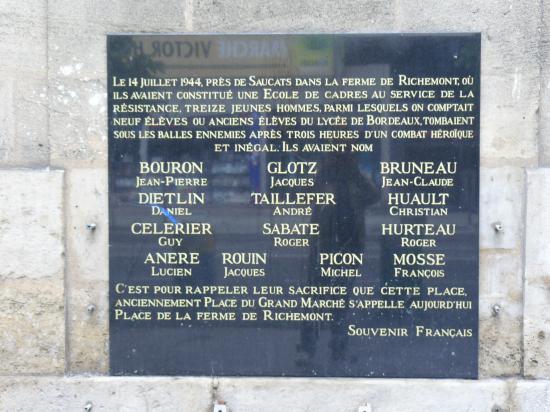 MARCHÉ VICTOR H
LE 14 JUILLET 1944, PRÈS DE SAUCATS DANS LA FERME DE RICHEMONT, OÙ
ILS AVAIENT CONSTITUÉ UNE ECOLE DE CADRES AU SERVICE DE LA
RÉSISTANCE, TREIZE JEUNES HOMMES, PARMI LESQUELS ON COMPTAIT
NEUF ÉLÈVES OU ANCIENS ÉLÈVES DU LYCÉE DE BORDEAUX, TOMBAIENT
SOUS LES BALLES ENNEMIES APRÈS TROIS HEURES D'UN COMBAT HÉROÏQUE
ET INÉGAL. ILS AVAIENT NOM
BOURON GLOTZ BRUNEAU
JEAN-PIERRE JACQUES JEAN-CLAUDE
DIETLIN TAILLEFER HUAULT
DANIEL ANDRÉ CHRISTIAN
CELERIER SABATE HURTEAU
GUY ROGER ROGER
ANERE ROUIN PICON MOSSE
LUCIEN JACQUES MICHEL FRANÇOIS
C'EST POUR RAPPELER LEUR SACRIFICE QUE CETTE PLACE,
ANCIENNEMENT PLACE DU GRAND MARCHÉ S'APPELLE AUJOURD'HUI
PLACE DE LA FERME DE RICHEMONT.
SOUVENIR FRANÇAIS